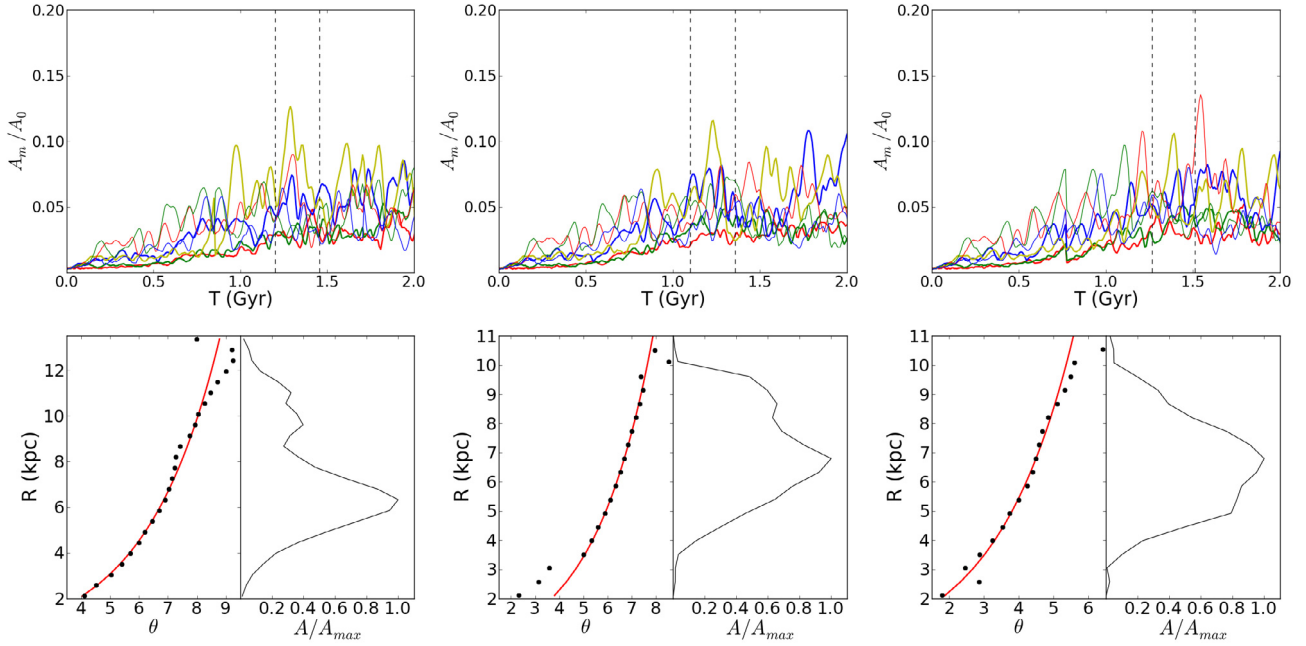 0.20 0.20 0.20
0.15 0.15 0.15
A_m/A_0 0.10 A_m/A_0 0.10 A_m/A_0 0.10
0.05 0.05 0.05
0.0 0.5 1.0 1.5 2.0 0.0 0.5 1.0 1.5 2.0 0.0 0.5 1.0 1.5 2.0
T (Gyr) T (Gyr) T (Gyr)
12 10 8 6 4 2
R (kpc)
4 5 6 7 8 9 0.2 0.4 0.6 0.8 1.0
θ A/A_max
11 10 9 8 7 6 5 4 3 2
R (kpc)
2 3 4 5 6 7 8 0.2 0.4 0.6 0.8 1.0
θ A/A_max
11 10 9 8 7 6 5 4 3 2
R (kpc)
2 3 4 5 6 0.2 0.4 0.6 0.8 1.0
θ A/A_max